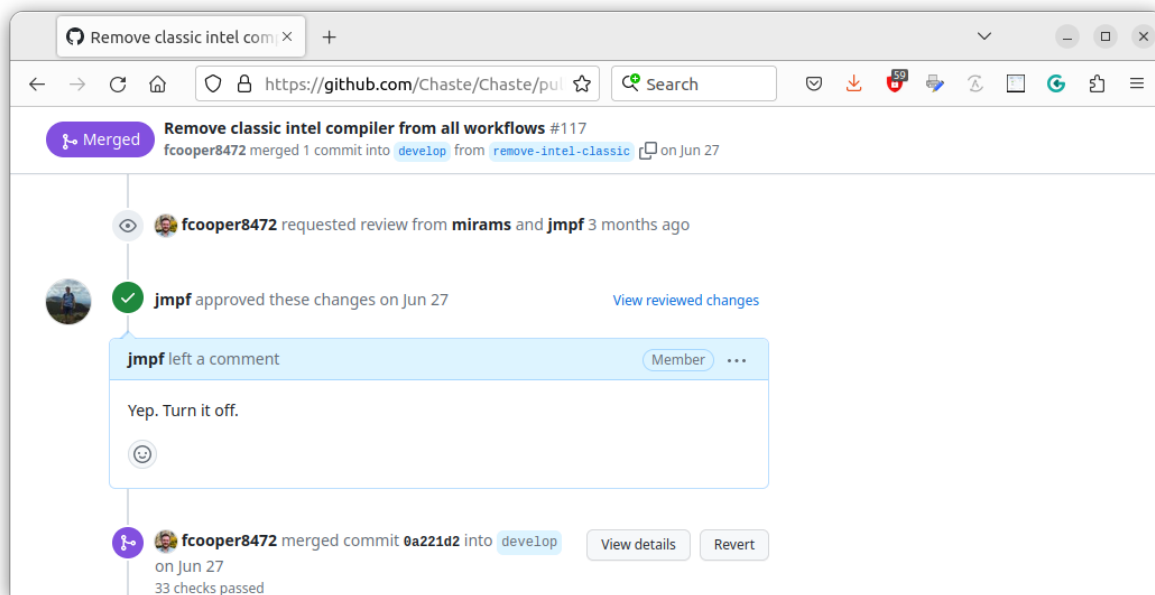 Remove classic intel com
https://github.com/Chaste/Chaste/pul
Search
59
Merged
Remove classic intel compiler from all workflows #117
fcooper8472 merged 1 commit into develop from remove-intel-classic on Jun 27
fcooper8472 requested review from mirams and jmpf 3 months ago
jmpf approved these changes on Jun 27
View reviewed changes
jmpf left a comment
Member
Yep. Turn it off.
fcooper8472 merged commit 0a221d2 into develop
View details
Revert
on Jun 27
33 checks passed